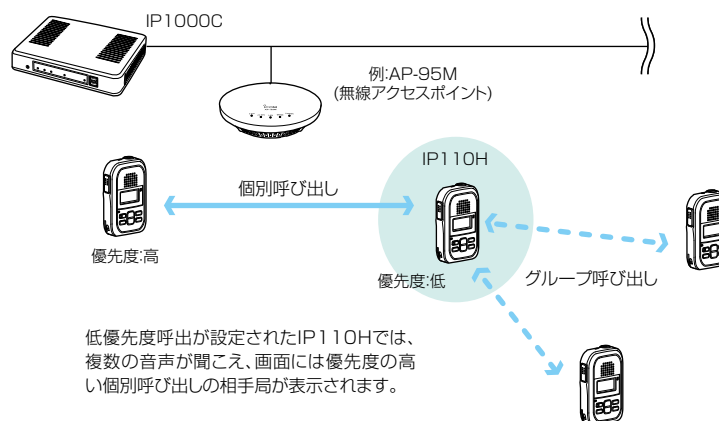 IP1000C
例:AP-95M
(無線アクセスポイント)
IP110H
個別呼び出し
優先度:高
優先度:低
グループ呼び出し
低優先度呼出が設定されたIP110Hでは、
複数の音声が聞こえ、画面には優先度の高
い個別呼び出しの相手局が表示されます。